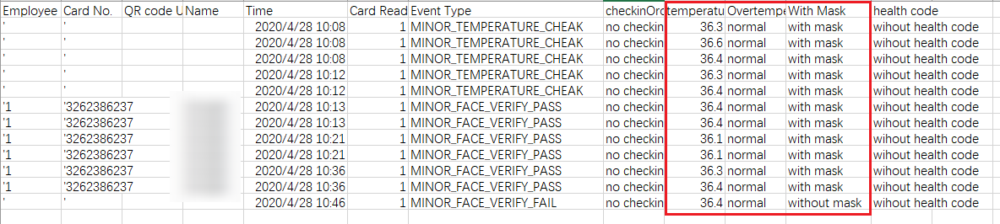 Employee Card No. QR code U Name Time Card Read Event Type checkinOrc temperatu Overtempe With Mask health code
' ' 2020/4/28 10:08 1 MINOR_TEMPERATURE_CHEAK no checkin 36.3 normal with mask wihout health code
' ' 2020/4/28 10:08 1 MINOR_TEMPERATURE_CHEAK no checkin 36.6 normal with mask wihout health code
' ' 2020/4/28 10:08 1 MINOR_TEMPERATURE_CHEAK no checkin 36.4 normal with mask wihout health code
' ' 2020/4/28 10:12 1 MINOR_TEMPERATURE_CHEAK no checkin 36.3 normal with mask wihout health code
' ' 2020/4/28 10:12 1 MINOR_TEMPERATURE_CHEAK no checkin 36.4 normal with mask wihout health code
'1 '3262386237 2020/4/28 10:13 1 MINOR_FACE_VERIFY_PASS no checkin 36.4 normal with mask wihout health code
'1 '3262386237 2020/4/28 10:13 1 MINOR_FACE_VERIFY_PASS no checkin 36.4 normal with mask wihout health code
'1 '3262386237 2020/4/28 10:21 1 MINOR_FACE_VERIFY_PASS no checkin 36.1 normal with mask wihout health code
'1 '3262386237 2020/4/28 10:21 1 MINOR_FACE_VERIFY_PASS no checkin 36.1 normal with mask wihout health code
'1 '3262386237 2020/4/28 10:36 1 MINOR_FACE_VERIFY_PASS no checkin 36.3 normal with mask wihout health code
'1 '3262386237 2020/4/28 10:36 1 MINOR_FACE_VERIFY_PASS no checkin 36.4 normal with mask wihout health code
' ' 2020/4/28 10:46 1 MINOR_FACE_VERIFY_FAIL no checkin 36.4 normal without mask wihout health code